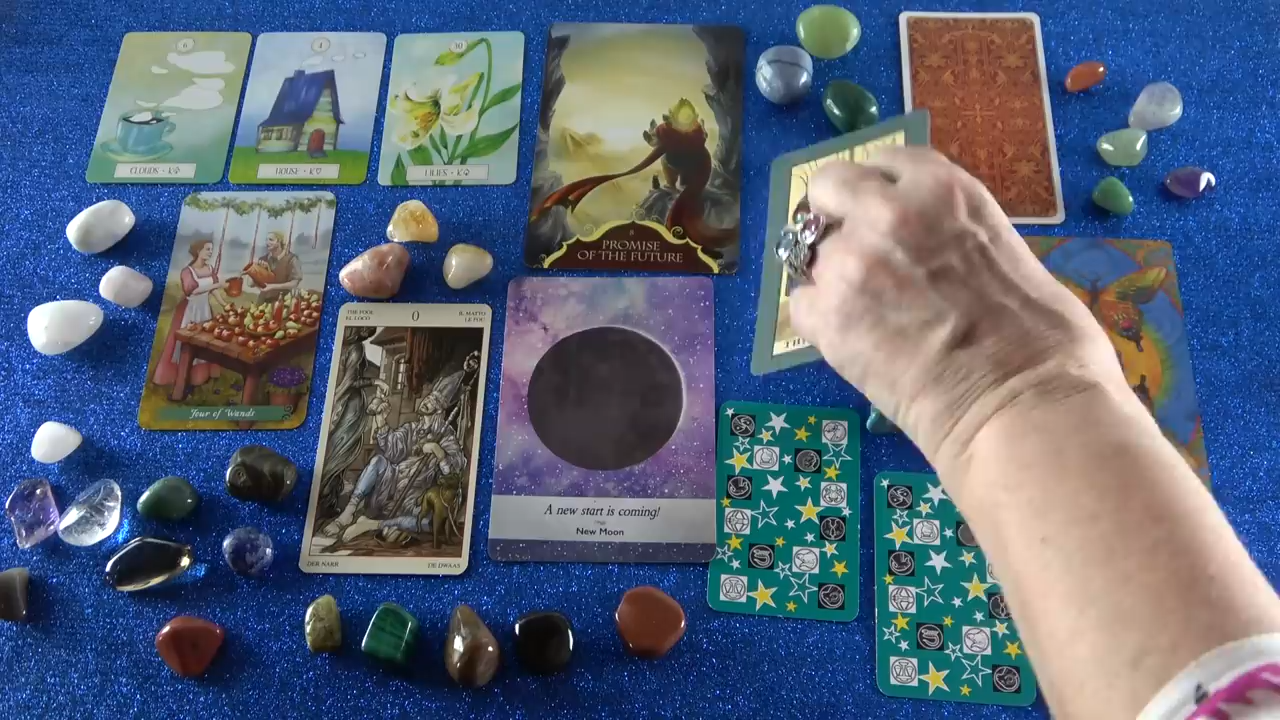 6
CLOUDS · K
4
HOUSE · K♡
30
LILIES · K
8
PROMISE
OF THE FUTURE
Four of Wands
THE FOOL
EL LOCO
0
IL MATTO
LE FOU
DER NARR
DE DWAAS
A new start is coming!
New Moon
THE